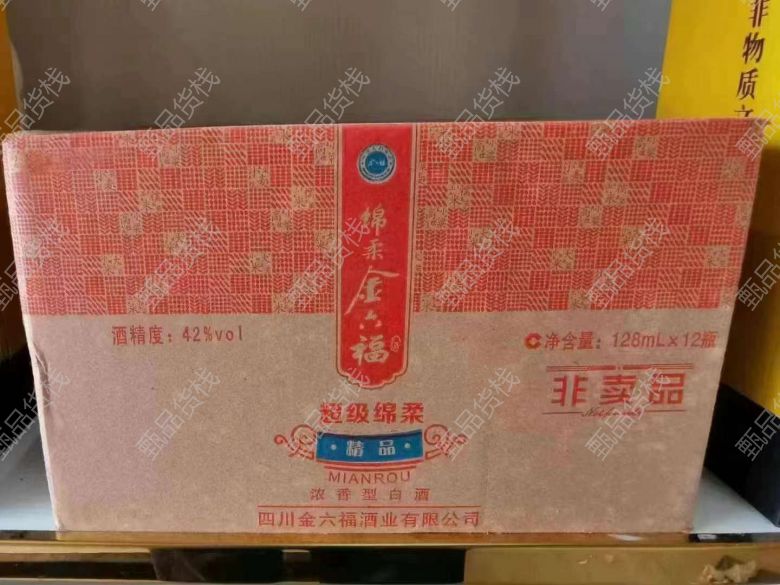 非物质文
绵柔金六福
酒精度：42%vol
净含量：128mL×12瓶
非卖品
超级绵柔
精品
MIANROU
浓香型白酒
四川金六福酒业有限公司
甄品货栈